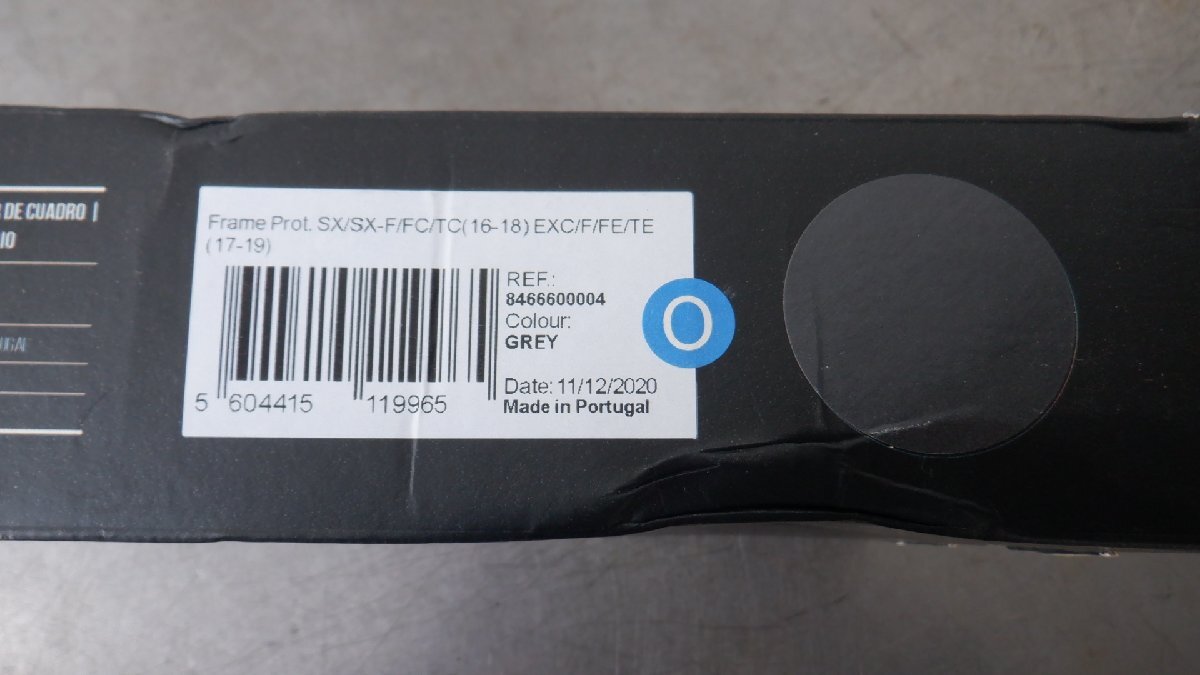 DE CUADRO |
IO
Frame Prot. SX/SX-F/FC/TC(16-18) EXC/F/FE/TE
(17-19)
REF.:
8466600004
Colour:
GREY
O
Date: 11/12/2020
Made in Portugal
5 604415 119965